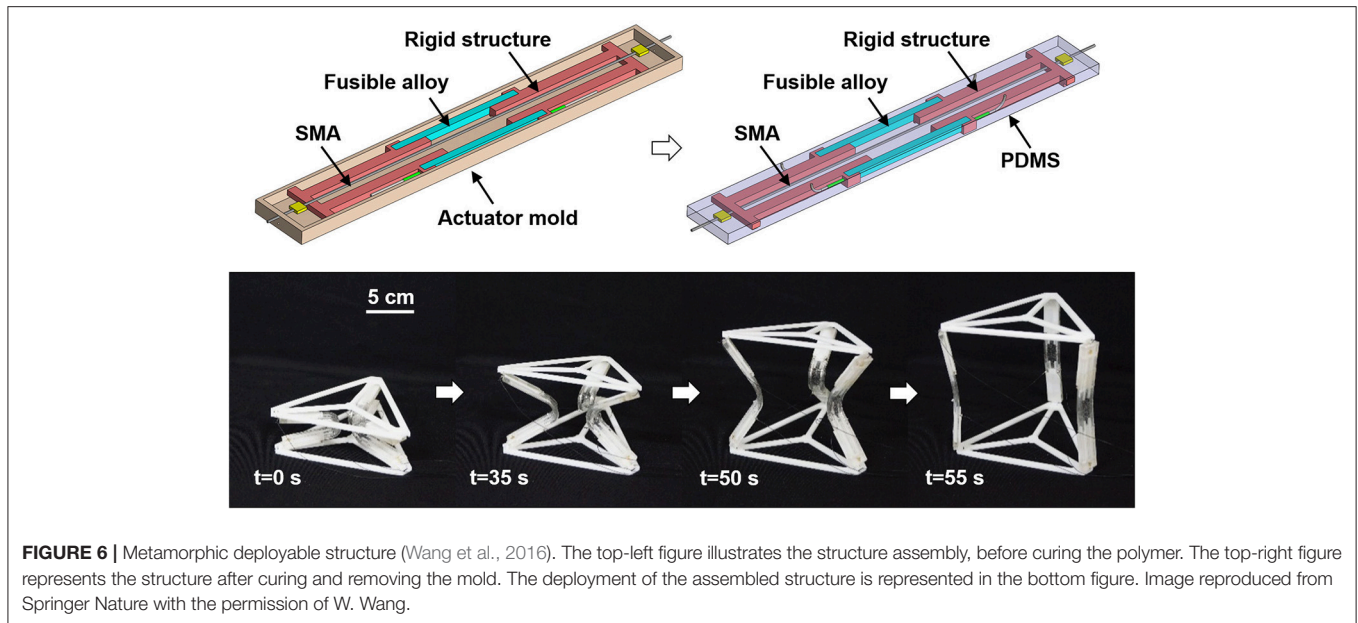 Rigid structure
Fusible alloy
SMA
Actuator mold
Rigid structure
Fusible alloy
SMA
PDMS
5 cm
t=0 s
t=35 s
t=50 s
t=55 s
FIGURE 6 | Metamorphic deployable structure (Wang et al., 2016). The top-left figure illustrates the structure assembly, before curing the polymer. The top-right figure
represents the structure after curing and removing the mold. The deployment of the assembled structure is represented in the bottom figure. Image reproduced from
Springer Nature with the permission of W. Wang.